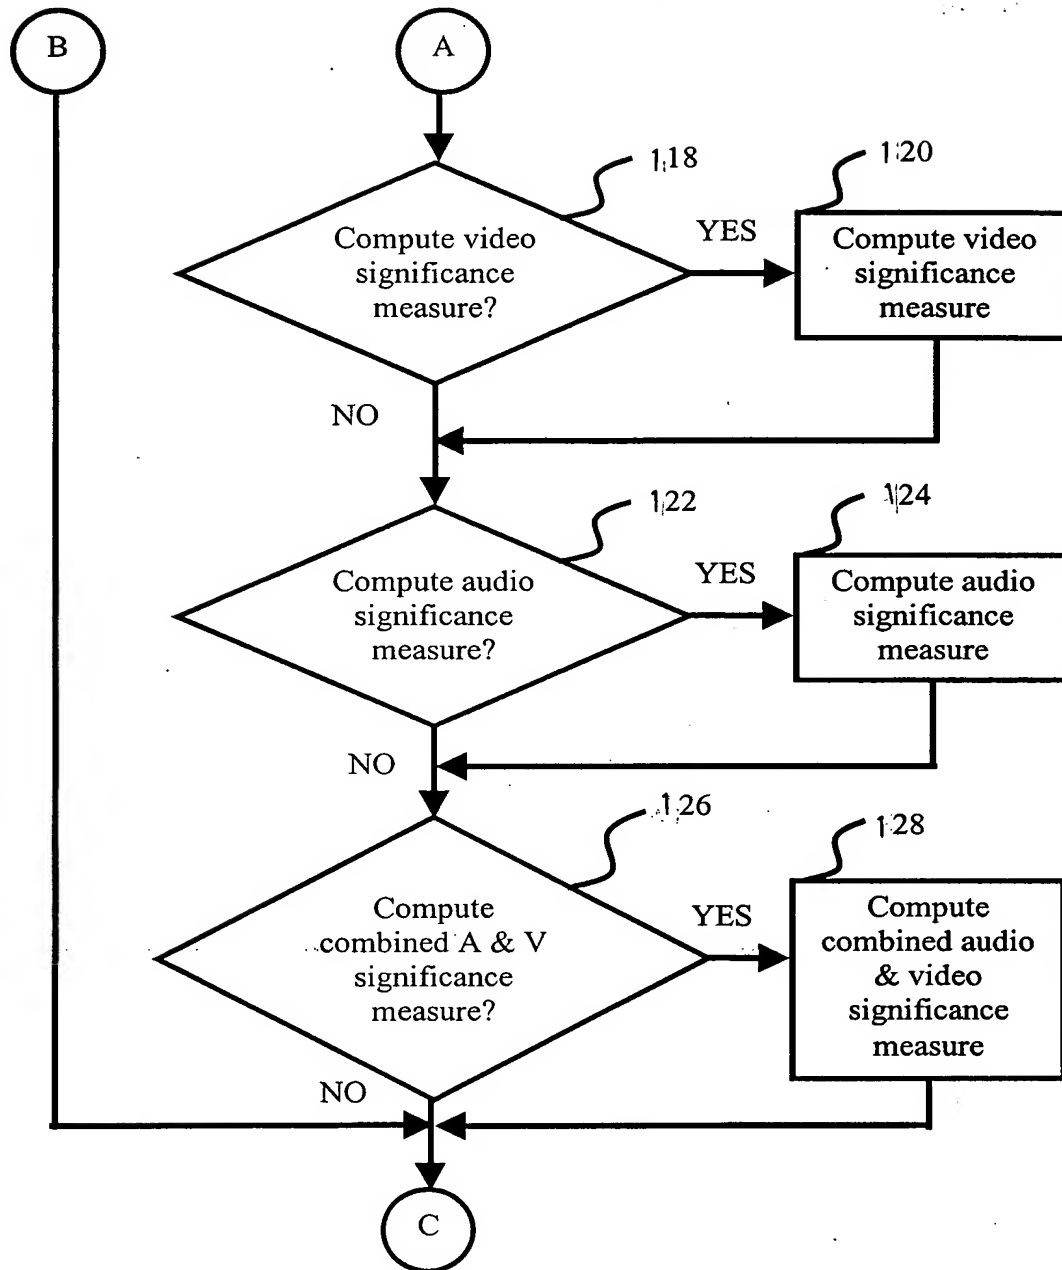 B
A
118
120
Compute video
significance
measure?
YES
Compute video
significance
measure
NO
122
124
Compute audio
significance
measure?
YES
Compute audio
significance
measure
NO
126
128
Compute
combined A & V
significance
measure?
YES
Compute
combined audio
& video
significance
measure
NO
C